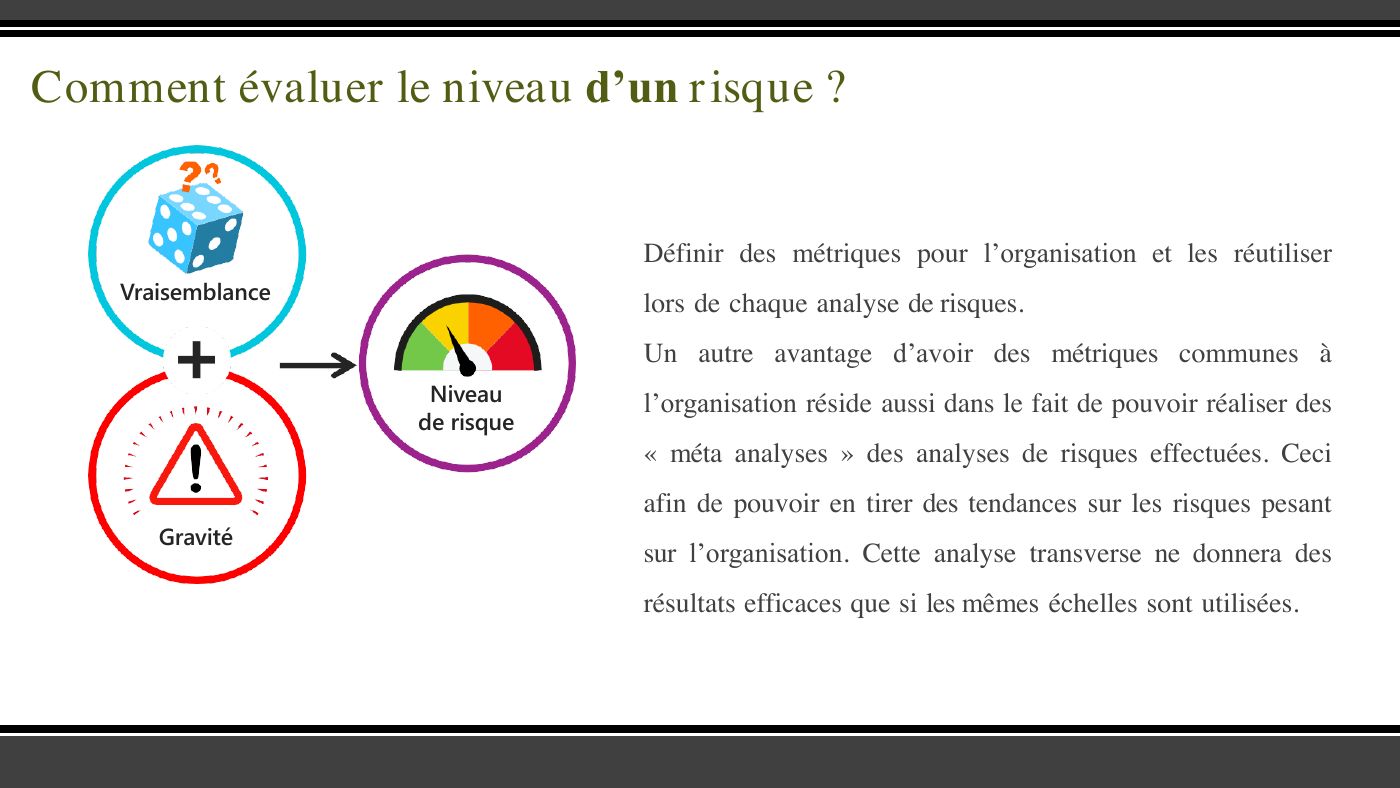 Comment évaluer le niveau d’un risque ?
??
Vraisemblance
+
Gravité
Niveau
de risque
Définir des métriques pour l’organisation et les réutiliser
lors de chaque analyse de risques.
Un autre avantage d’avoir des métriques communes à
l’organisation réside aussi dans le fait de pouvoir réaliser des
« méta analyses » des analyses de risques effectuées. Ceci
afin de pouvoir en tirer des tendances sur les risques pesant
sur l’organisation. Cette analyse transverse ne donnera des
résultats efficaces que si les mêmes échelles sont utilisées.